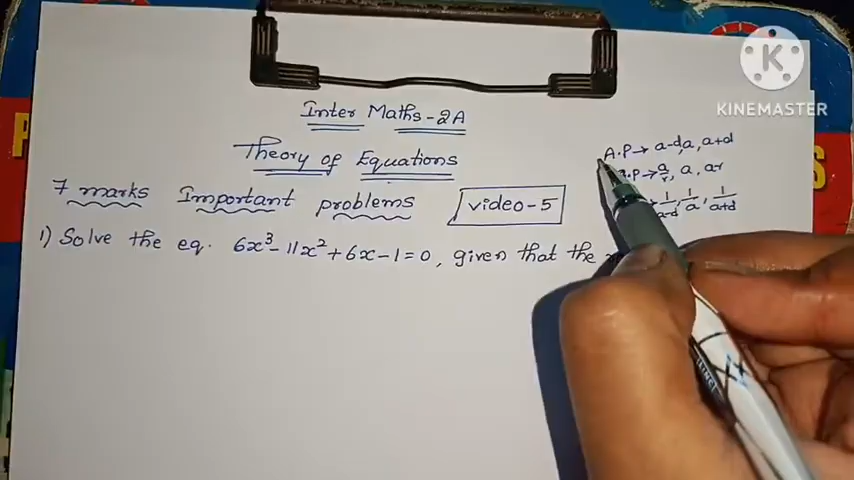 Inter Maths-2A
Theory of Equations
7 marks Important problems Video-5
A.P→ a-d,a, a+d
.P→ a/r, a, ar
1/a-d, 1/a, 1/a+d
1) Solve the eq. 6x³-11x²+6x-1=0, given that the
K
KINEMASTER